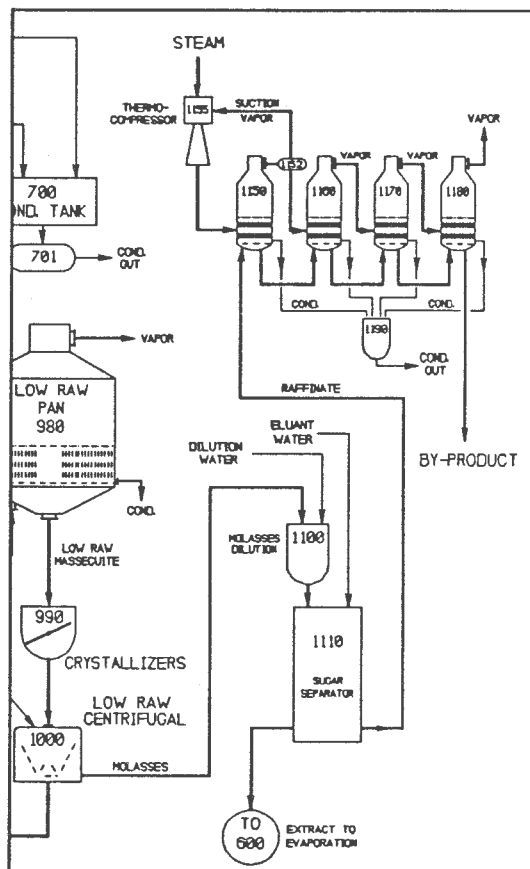 STEAM
THERMO-
COMPRESSOR
1155
SUCTION
VAPOR
VAPOR
VAPOR
VAPOR
1152
1150
1160
1170
1180
700
OND. TANK
701
COND.
OUT
COND.
COND.
1190
COND.
OUT
VAPOR
LOW RAW
PAN
980
COND.
RAFFINATE
ELUANT
WATER
DILUTION
WATER
BY-PRODUCT
LOW RAW
MASSECUITE
MOLASSES
DILUTION
1100
990
CRYSTALLIZERS
1110
SUGAR
SEPARATOR
LOW RAW
CENTRIFUGAL
1000
MOLASSES
TO
600
EXTRACT TO
EVAPORATION